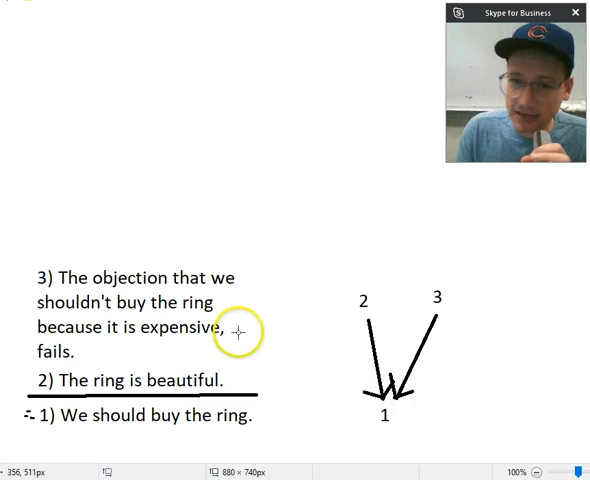 Skype for Business
3) The objection that we
shouldn't buy the ring
because it is expensive,
fails.
2) The ring is beautiful.
∴ 1) We should buy the ring.
2
3
1
356, 511px
880 × 740px
100%